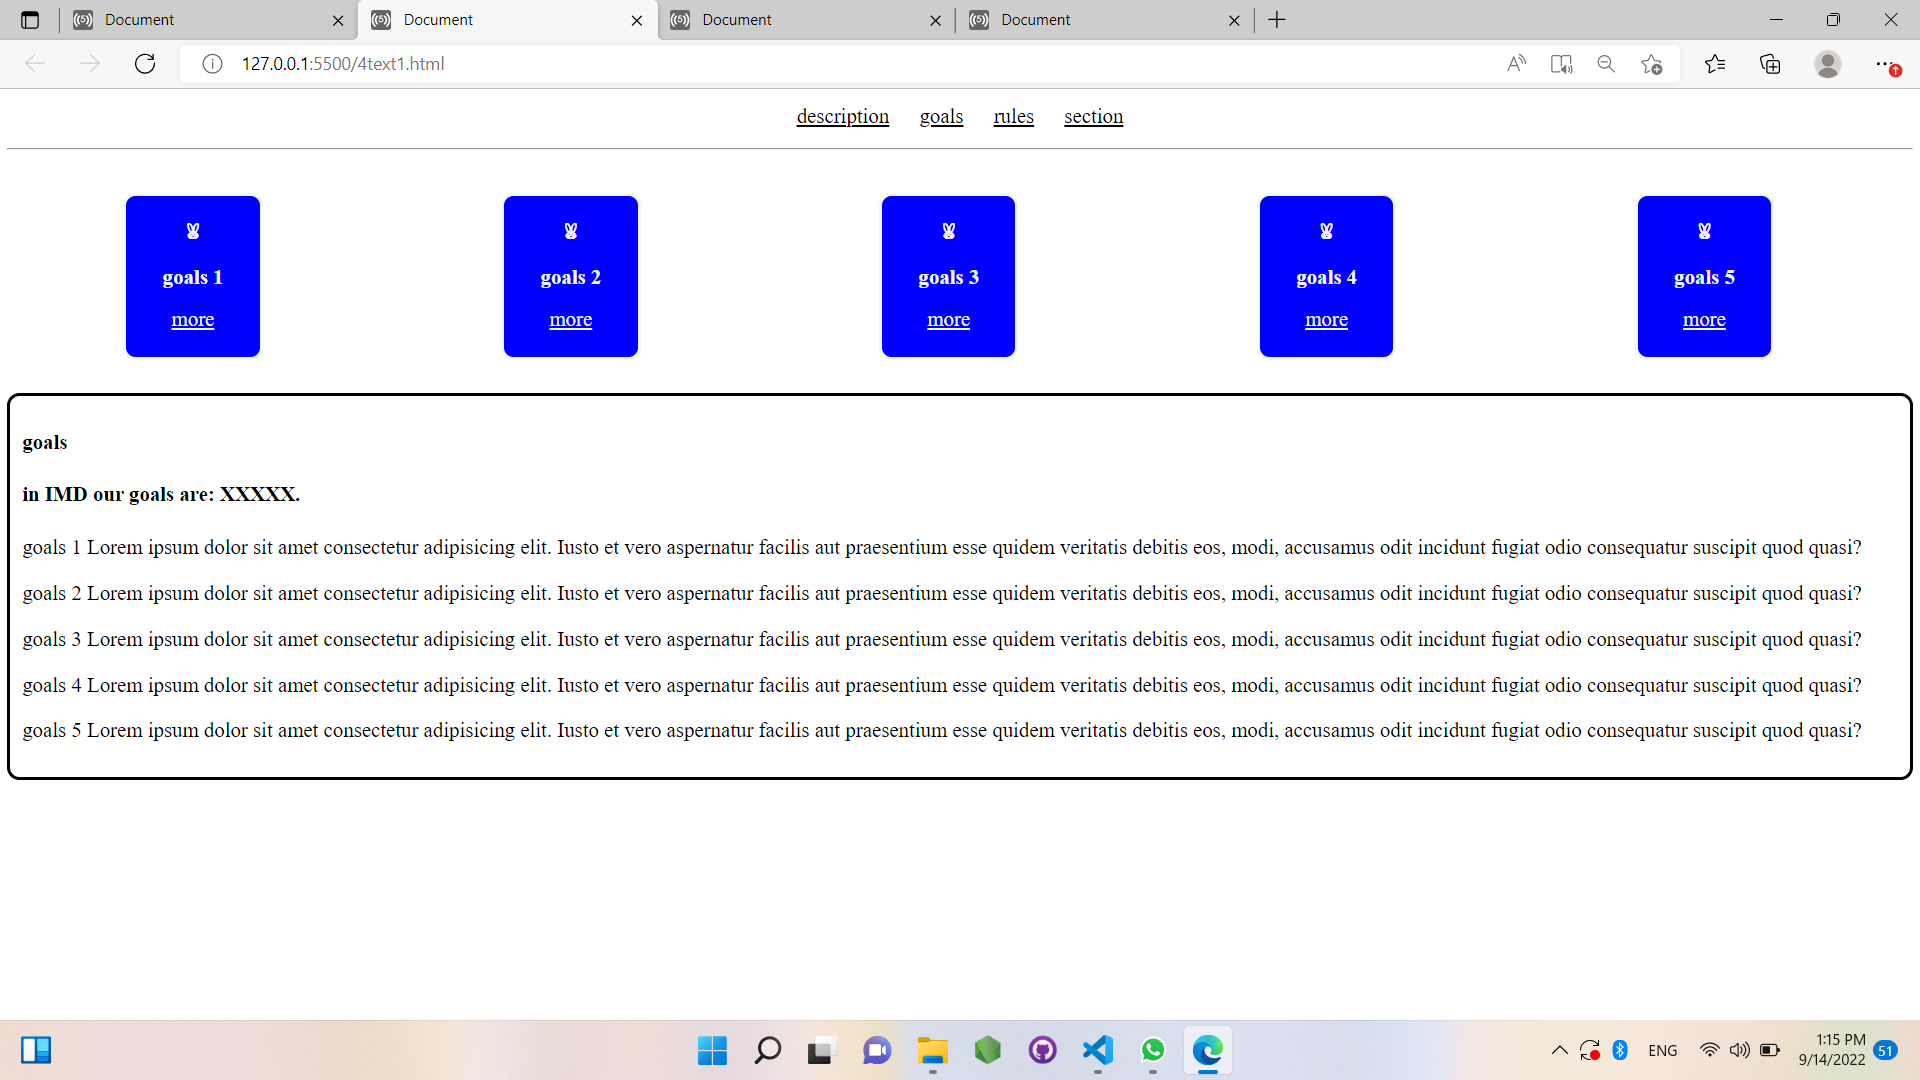 Document
Document
Document
Document
127.0.0.1:5500/4text1.html
description goals rules section
goals 1
more
goals 2
more
goals 3
more
goals 4
more
goals 5
more
goals
in IMD our goals are: XXXXX.
goals 1 Lorem ipsum dolor sit amet consectetur adipisicing elit. Iusto et vero aspernatur facilis aut praesentium esse quidem veritatis debitis eos, modi, accusamus odit incidunt fugiat odio consequatur suscipit quod quasi?
goals 2 Lorem ipsum dolor sit amet consectetur adipisicing elit. Iusto et vero aspernatur facilis aut praesentium esse quidem veritatis debitis eos, modi, accusamus odit incidunt fugiat odio consequatur suscipit quod quasi?
goals 3 Lorem ipsum dolor sit amet consectetur adipisicing elit. Iusto et vero aspernatur facilis aut praesentium esse quidem veritatis debitis eos, modi, accusamus odit incidunt fugiat odio consequatur suscipit quod quasi?
goals 4 Lorem ipsum dolor sit amet consectetur adipisicing elit. Iusto et vero aspernatur facilis aut praesentium esse quidem veritatis debitis eos, modi, accusamus odit incidunt fugiat odio consequatur suscipit quod quasi?
goals 5 Lorem ipsum dolor sit amet consectetur adipisicing elit. Iusto et vero aspernatur facilis aut praesentium esse quidem veritatis debitis eos, modi, accusamus odit incidunt fugiat odio consequatur suscipit quod quasi?
ENG
1:15 PM
9/14/2022
51